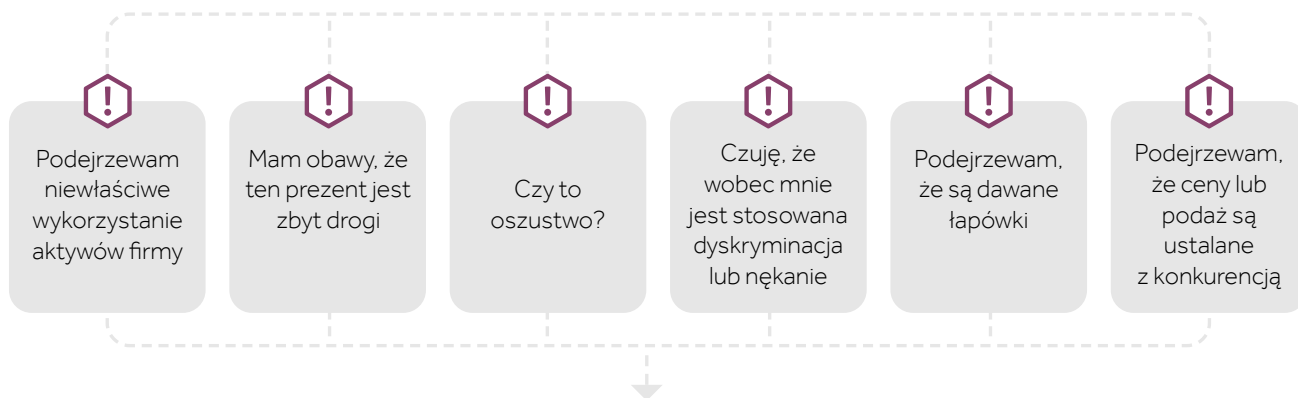 Podejrzewam
niewłaściwe
wykorzystanie
aktywów firmy
Mam obawy, że
ten prezent jest
zbyt drogi
Czy to
oszustwo?
Czuję, że
wobec mnie
jest stosowana
dyskryminacja
lub nękanie
Podejrzewam,
że są dawane
łapówki
Podejrzewam,
że ceny lub
podaż są
ustalane
z konkurencją